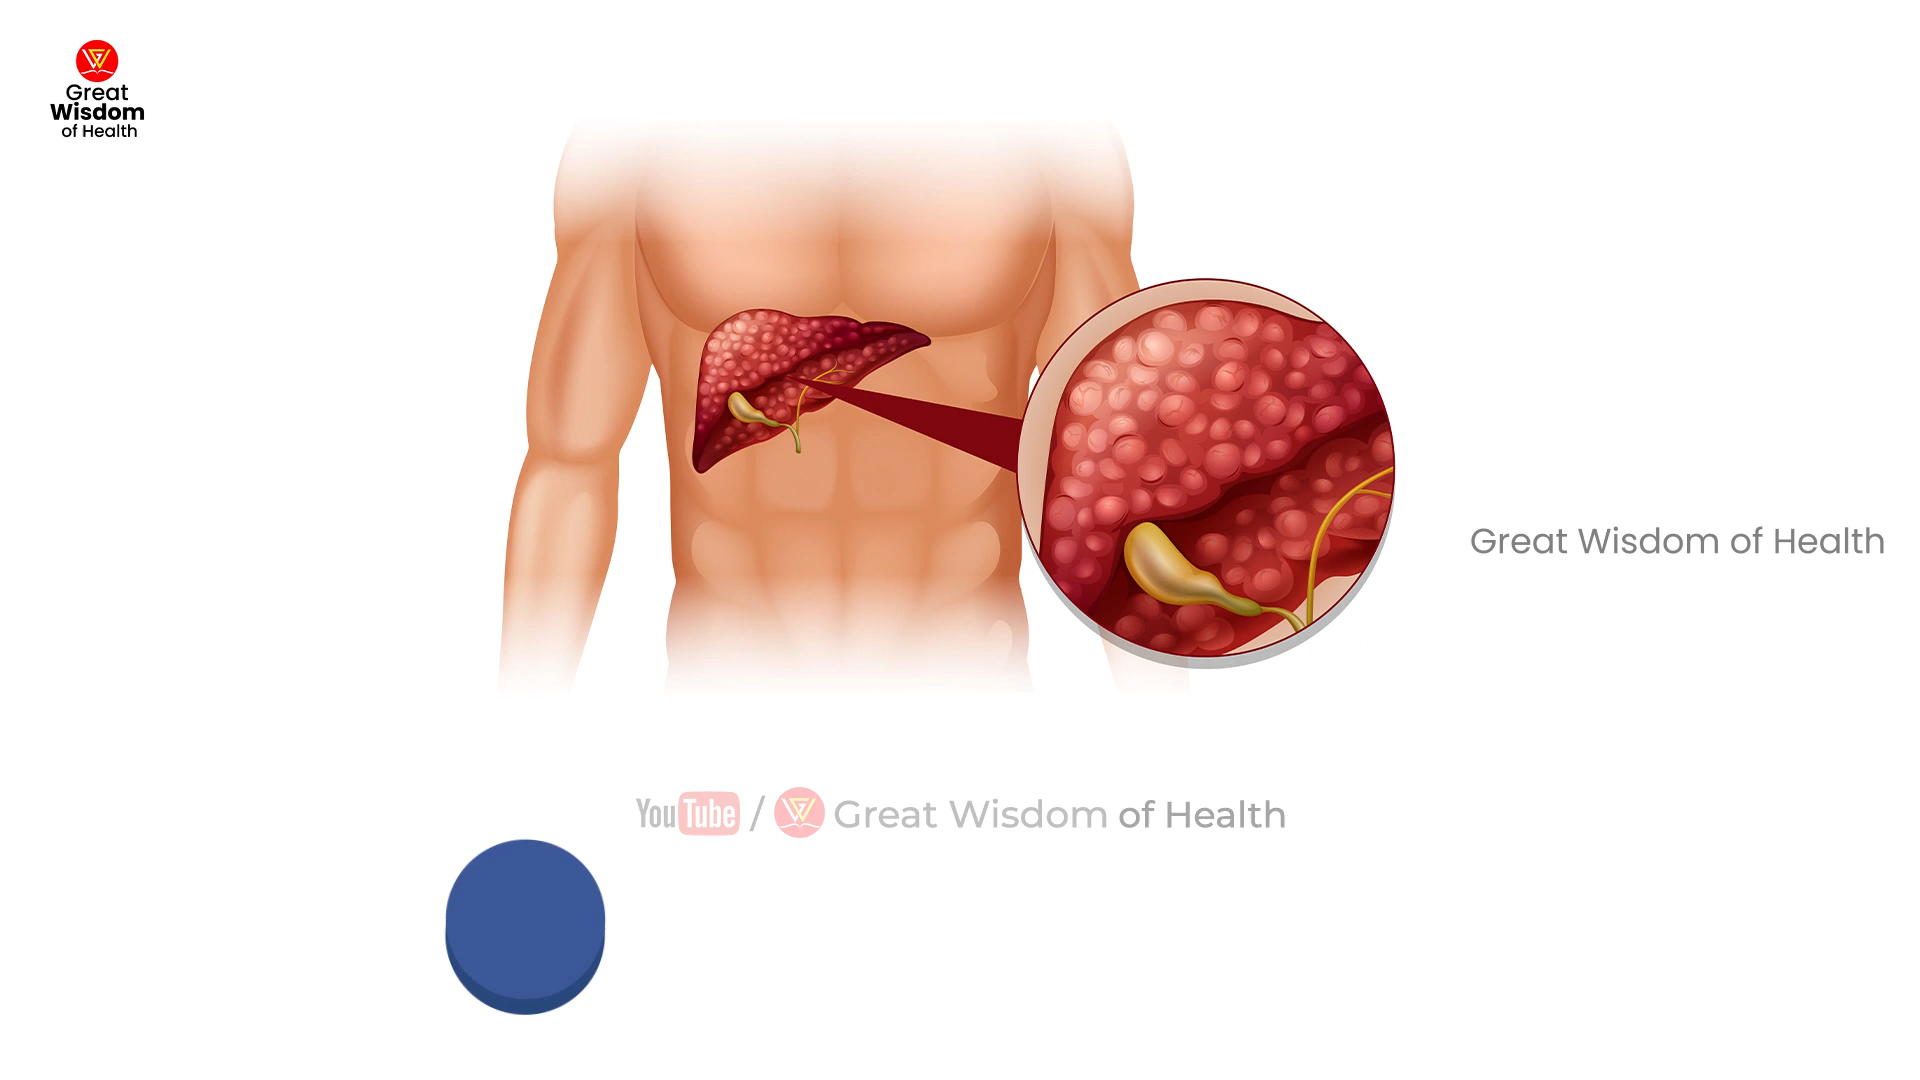 Great
Wisdom
of Health
Great Wisdom of Health
YouTube / Great Wisdom of Health